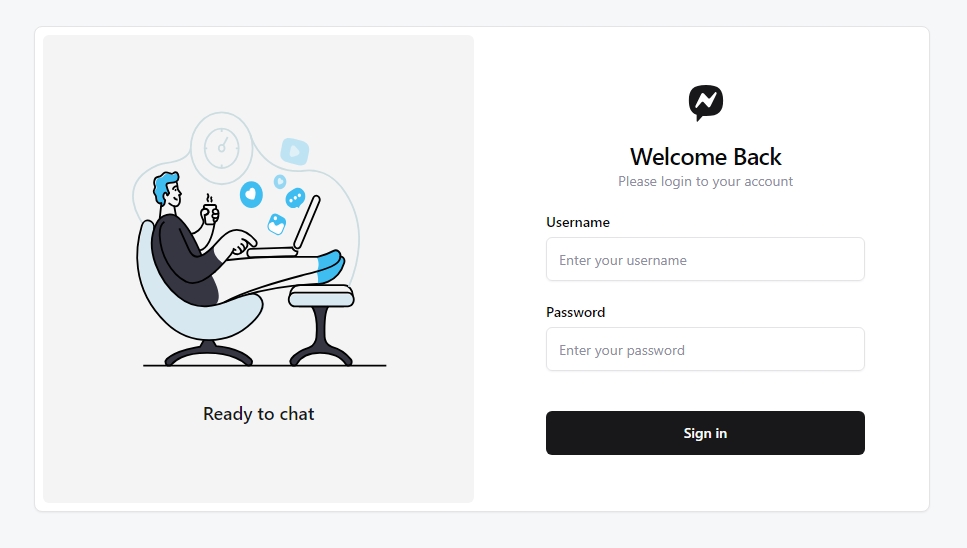 Ready to chat
Welcome Back
Please login to your account
Username
Enter your username
Password
Enter your password
Sign in